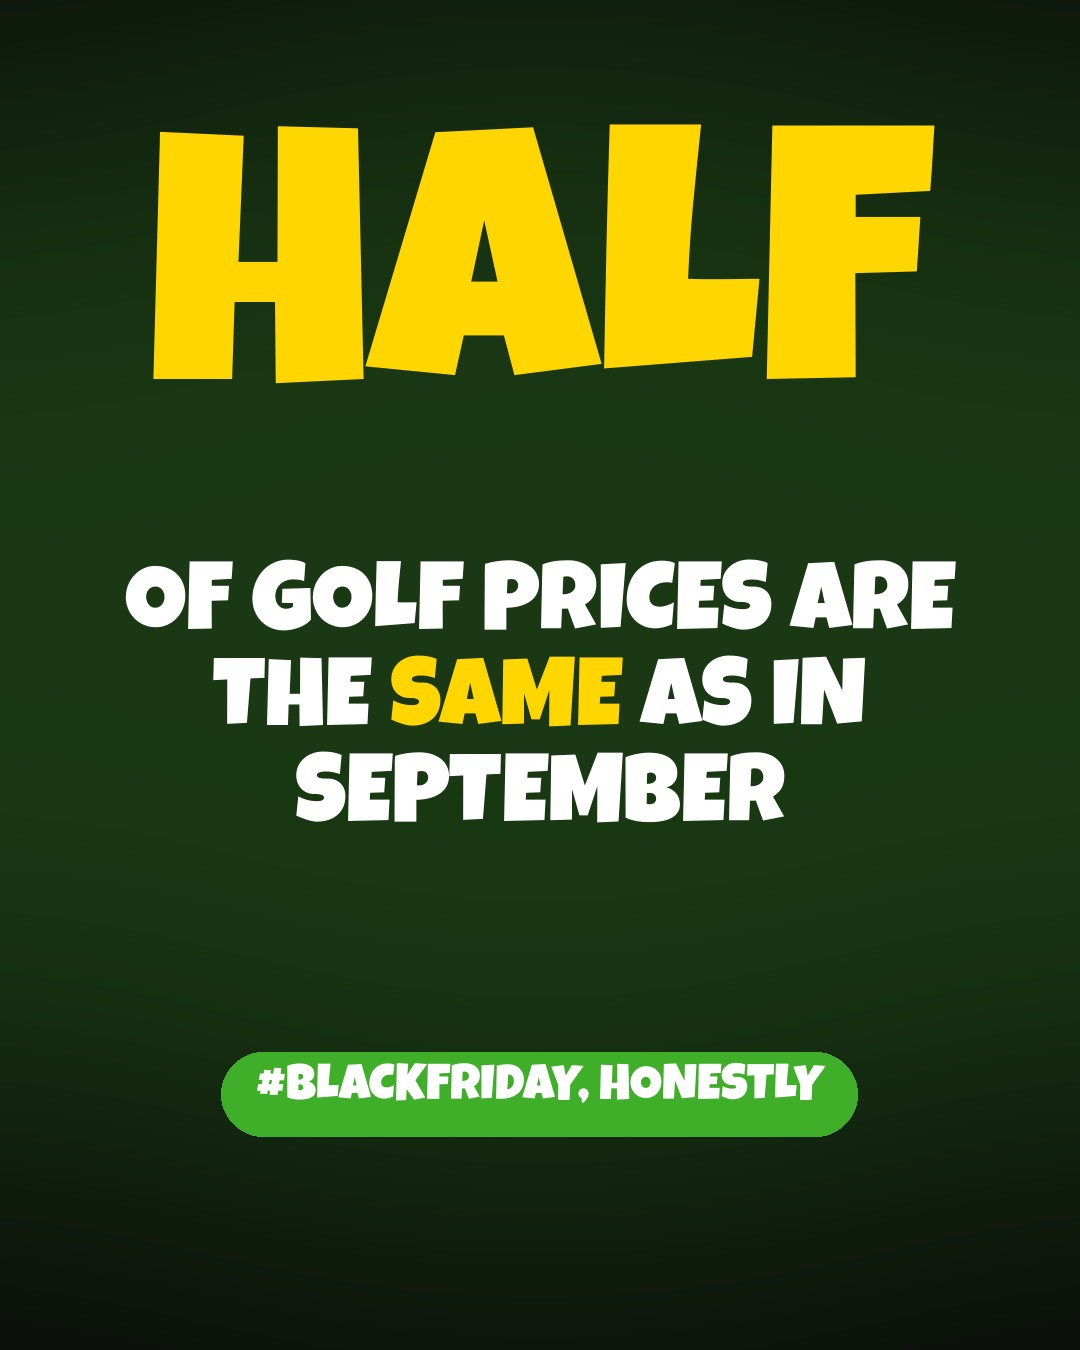 HALF
OF GOLF PRICES ARE
THE SAME AS IN
SEPTEMBER
#BLACKFRIDAY, HONESTLY